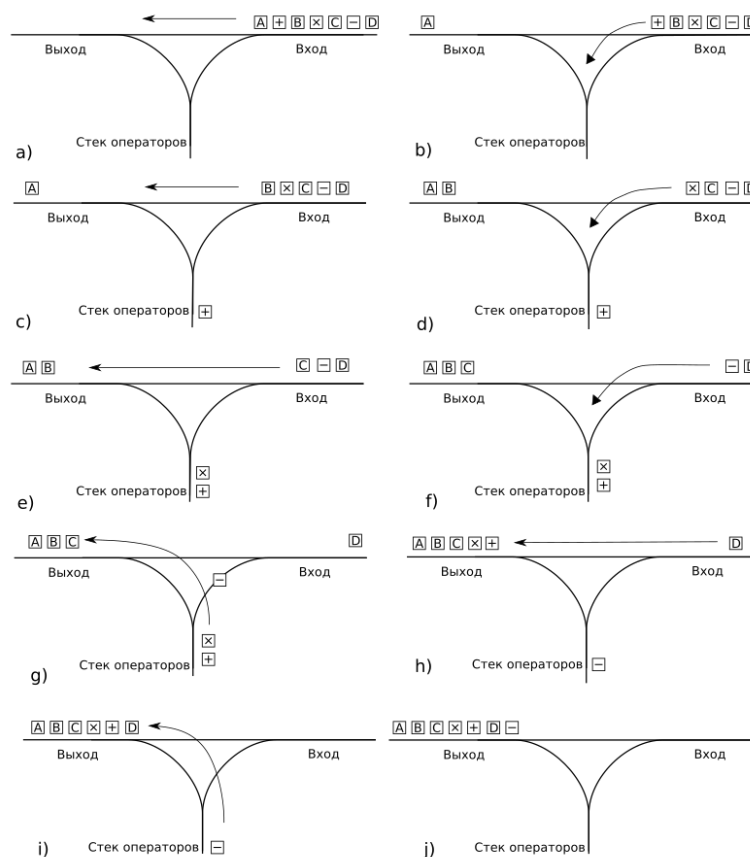 A + B × C − D
Выход Вход
Стек операторов
a)
A + B × C − D
Выход Вход
Стек операторов
b)
A B × C − D
Выход Вход
Стек операторов +
c)
A B × C − D
Выход Вход
Стек операторов +
d)
A B C − D
Выход Вход
×
Стек операторов +
e)
A B C − D
Выход Вход
×
Стек операторов +
f)
A B C D
−
Выход Вход
×
Стек операторов +
g)
A B C × + D
Выход Вход
Стек операторов −
h)
A B C × + D
Выход Вход
Стек операторов −
i)
A B C × + D −
Выход Вход
Стек операторов
j)